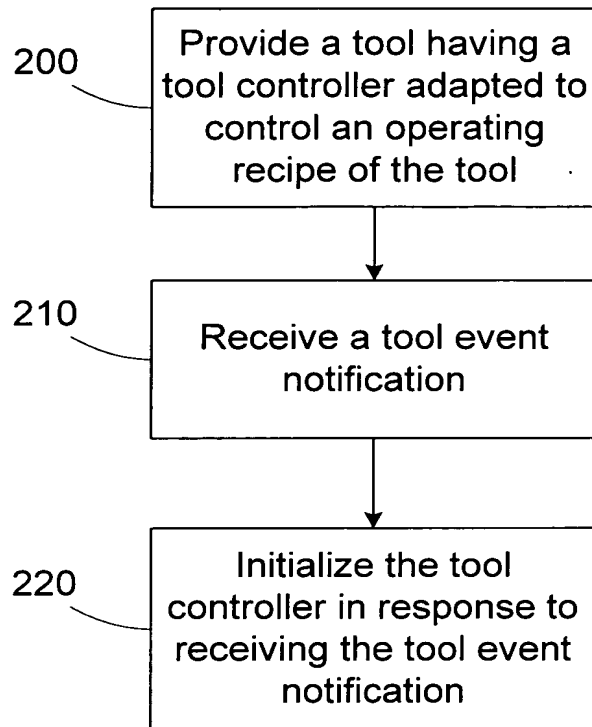 200
Provide a tool having a
tool controller adapted to
control an operating
recipe of the tool
210
Receive a tool event
notification
220
Initialize the tool
controller in response to
receiving the tool event
notification